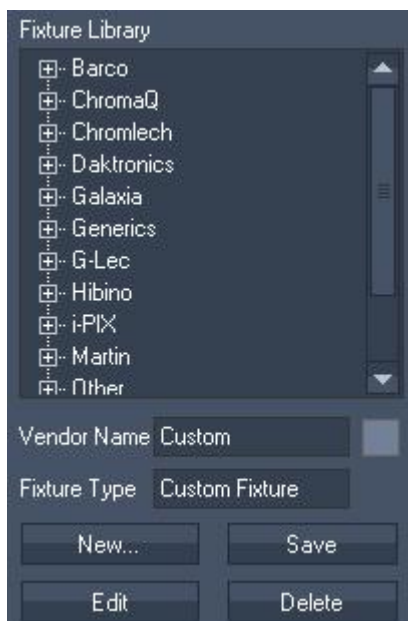 Fixture Library
Barco
ChromaQ
Chromlech
Daktronics
Galaxia
Generics
G-Lec
Hibino
i-PIX
Martin
Other
Vendor Name Custom
Fixture Type Custom Fixture
New... Save
Edit Delete